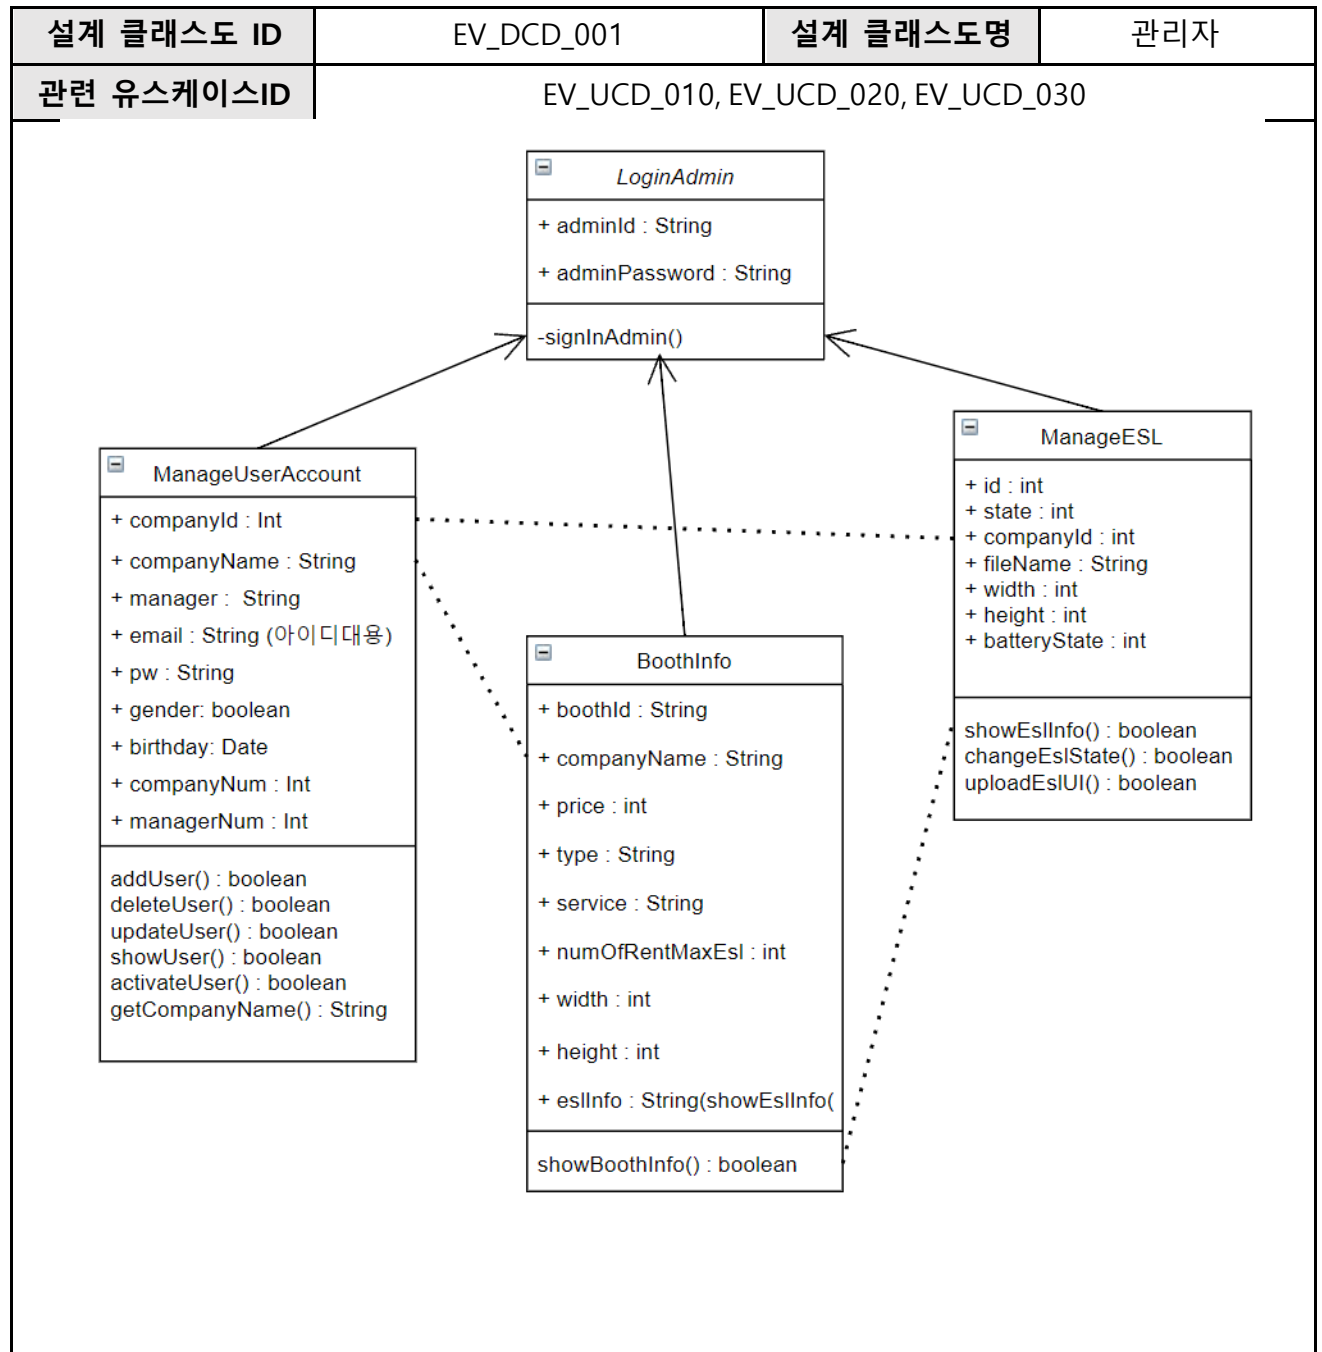 설계 클래스도 ID
EV_DCD_001
설계 클래스도명
관리자
관련 유스케이스ID
EV_UCD_010, EV_UCD_020, EV_UCD_030
LoginAdmin
+ adminId : String
+ adminPassword : String
-signInAdmin()
ManageUserAccount
+ companyId : Int
+ companyName : String
+ manager : String
+ email : String (아이디대용)
+ pw : String
+ gender: boolean
+ birthday: Date
+ companyNum : Int
+ managerNum : Int
addUser() : boolean
deleteUser() : boolean
updateUser() : boolean
showUser() : boolean
activateUser() : boolean
getCompanyName() : String
BoothInfo
+ boothId : String
+ companyName : String
+ price : int
+ type : String
+ service : String
+ numOfRentMaxEsl : int
+ width : int
+ height : int
+ eslInfo : String(showEslInfo(
showBoothInfo() : boolean
ManageESL
+ id : int
+ state : int
+ companyId : int
+ fileName : String
+ width : int
+ height : int
+ batteryState : int
showEslInfo() : boolean
changeEslState() : boolean
uploadEslUI() : boolean